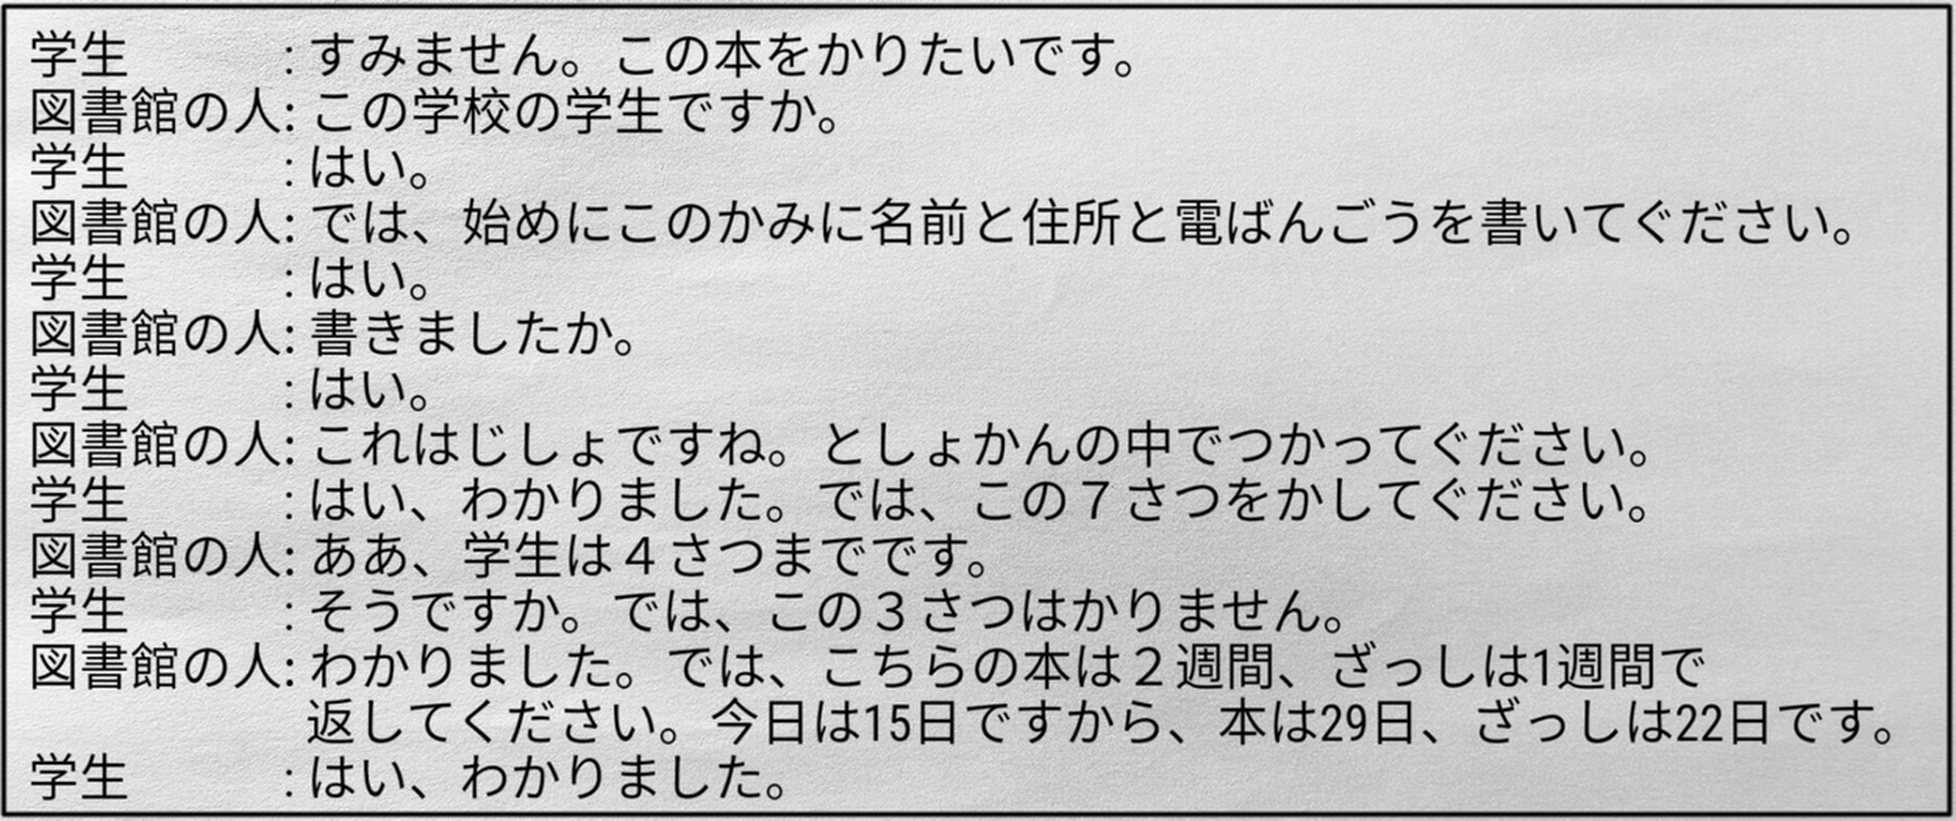 学生　　　: すみません。この本をかりたいです。
図書館の人: この学校の学生ですか。
学生　　　: はい。
図書館の人: では、始めにこのかみに名前と住所と電ばんごうを書いてぐださい。
学生　　　: はい。
図書館の人: 書きましたか。
学生　　　: はい。
図書館の人: これはじしょですね。としょかんの中でつかってぐださい。
学生　　　: はい、わかりました。では、この７さつをかしてぐださい。
図書館の人: ああ、学生は４さつまでです。
学生　　　: そうですか。では、この３さつはかりません。
図書館の人: わかりました。では、こちらの本は２週間、ざっしは1週間で
返してください。今日は15日ですから、本は29日、ざっしは22日です。
学生　　　: はい、わかりました。